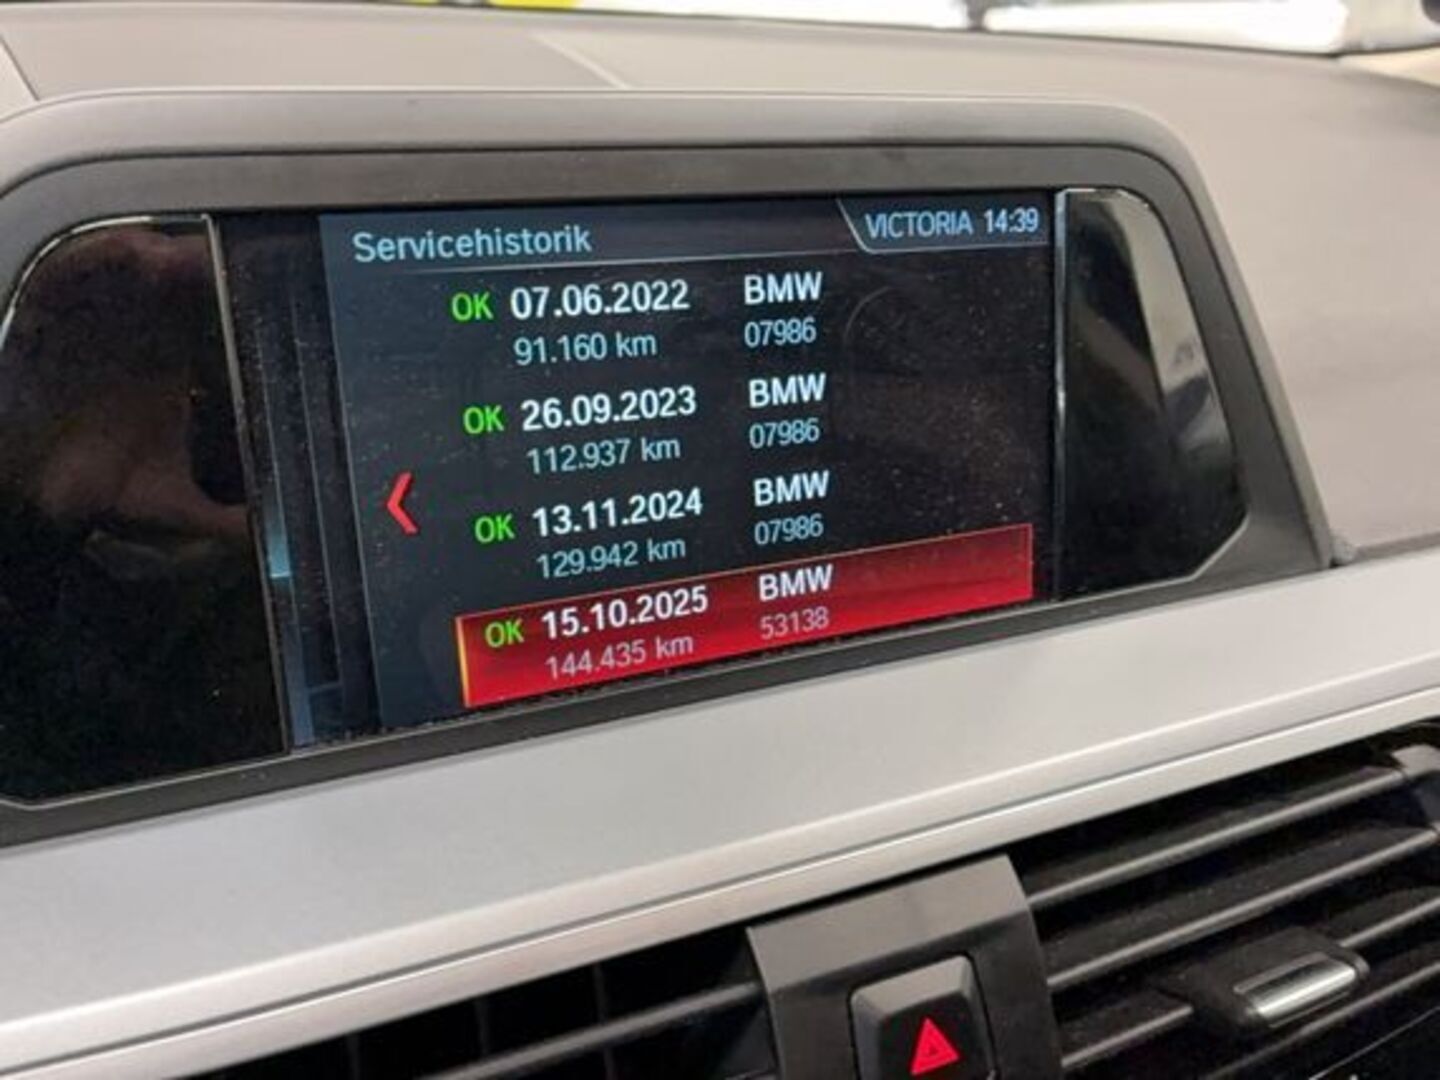 Servicehistorik
VICTORIA 14:39
OK 07.06.2022 BMW
91.160 km 07986
OK 26.09.2023 BMW
112.937 km 07986
OK 13.11.2024 BMW
129.942 km 07986
OK 15.10.2025 BMW
144.435 km 53138